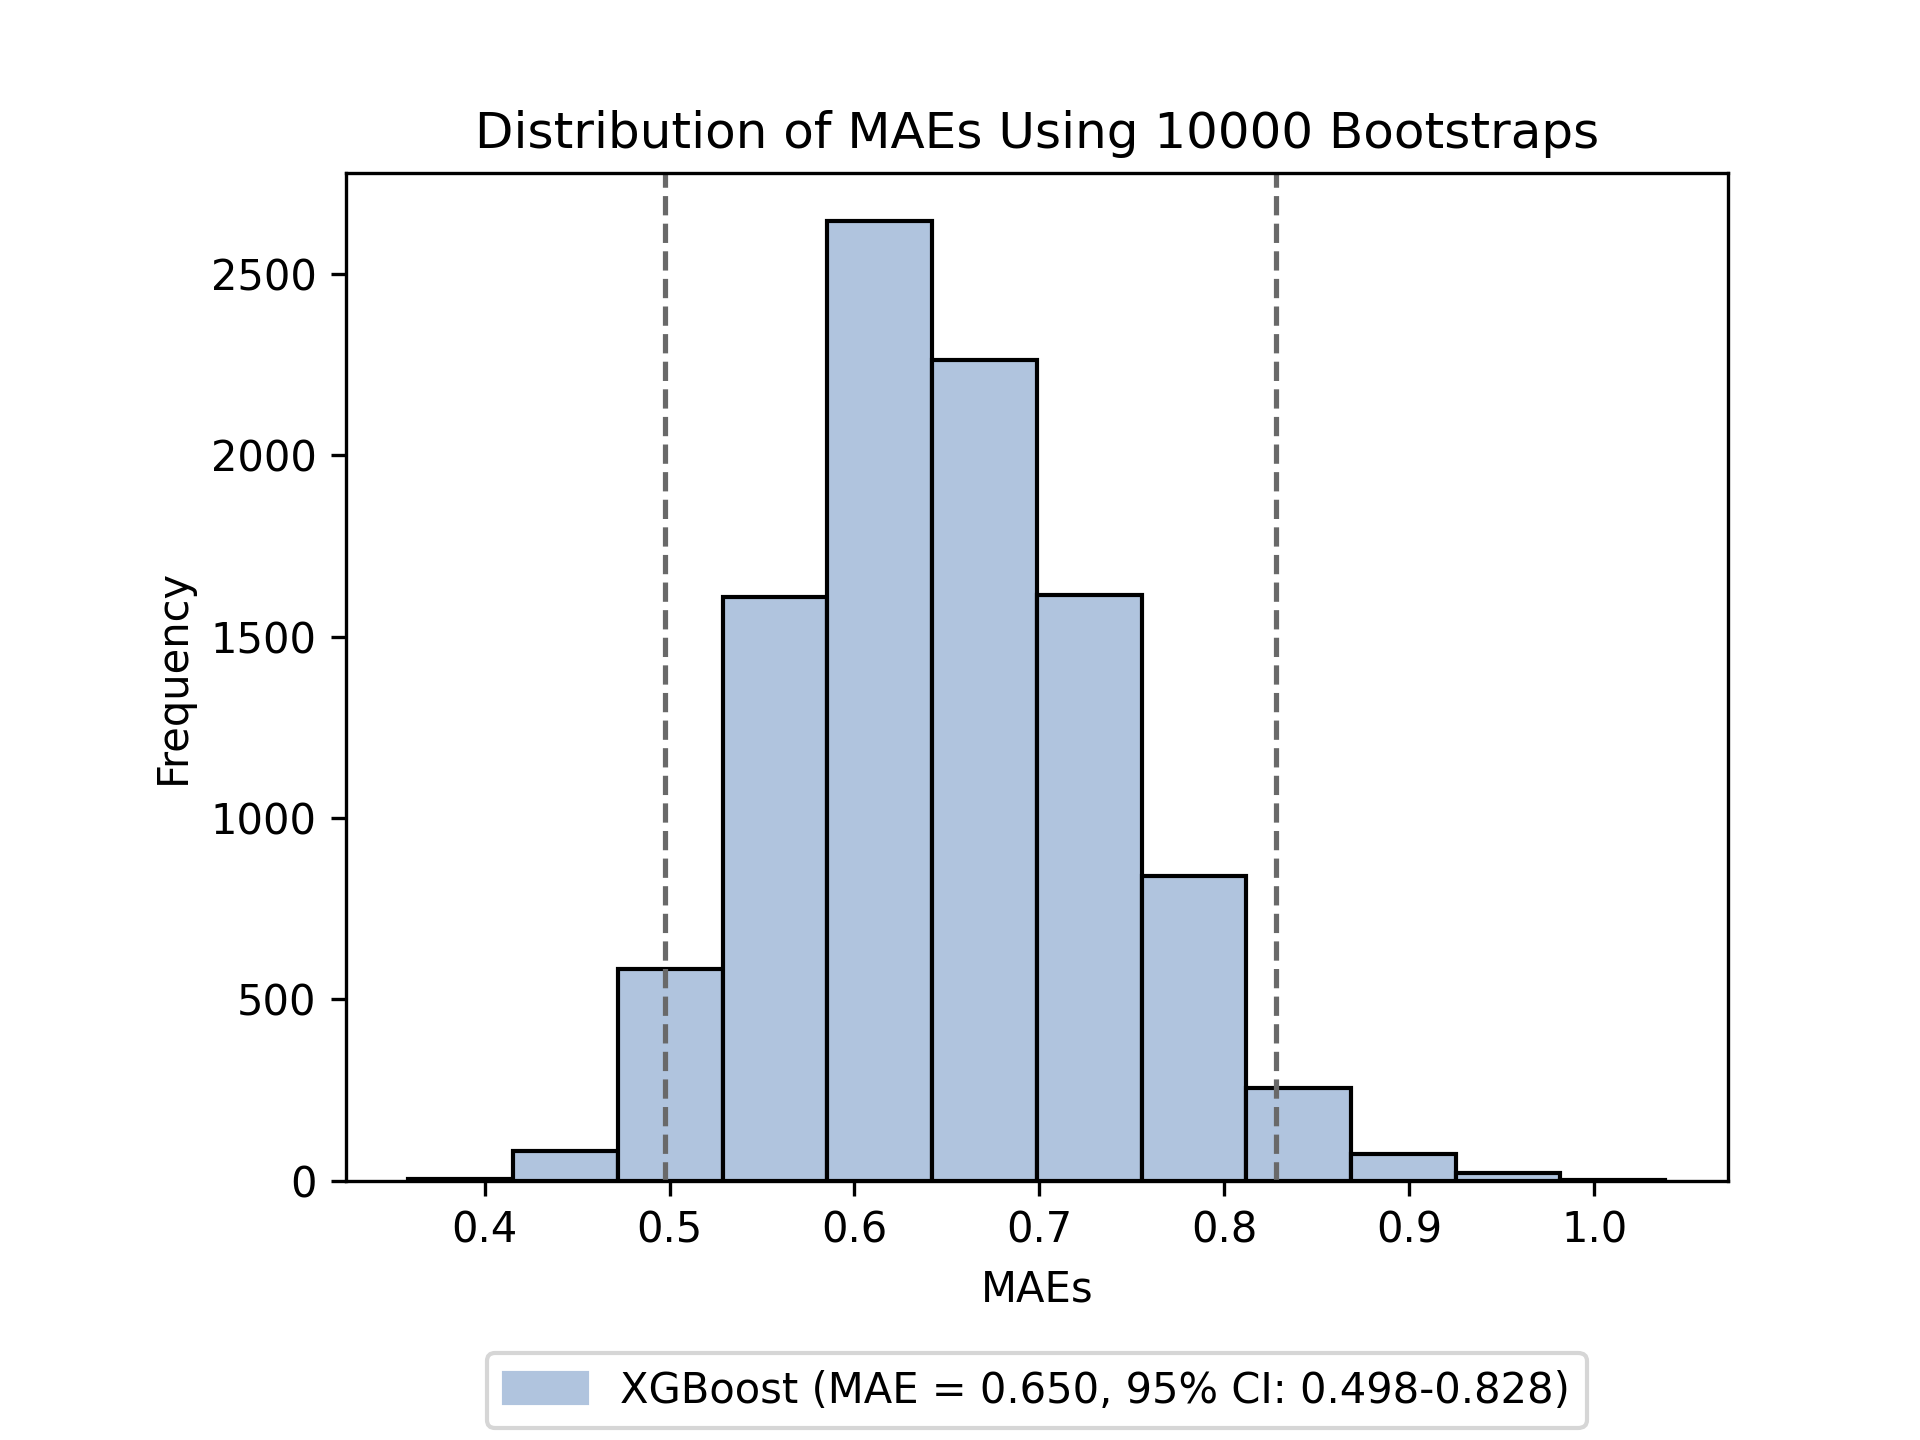 Distribution of MAEs Using 10000 Bootstraps
Frequency
2500
2000
1500
1000
500
0
0.4 0.5 0.6 0.7 0.8 0.9 1.0
MAEs
XGBoost (MAE = 0.650, 95% CI: 0.498-0.828)